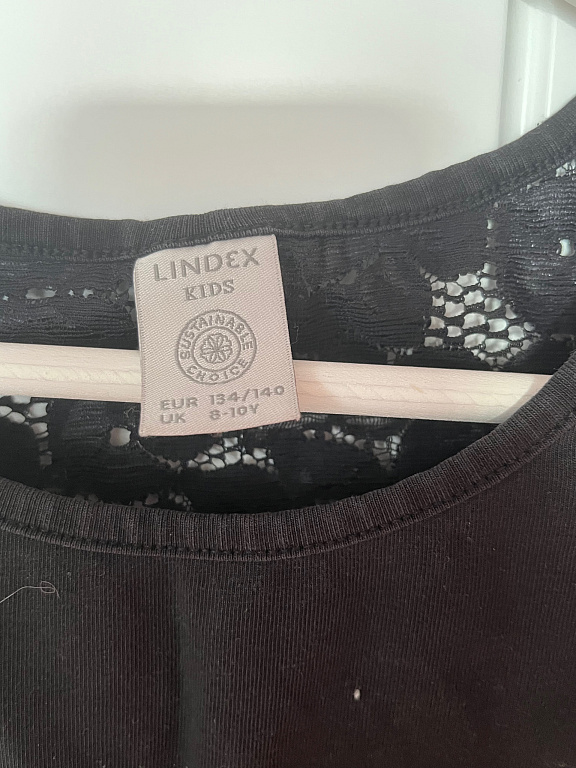 LINDEX
KIDS
SUSTAINABLE
CHOICE
EUR 134/140
UK 8-10Y